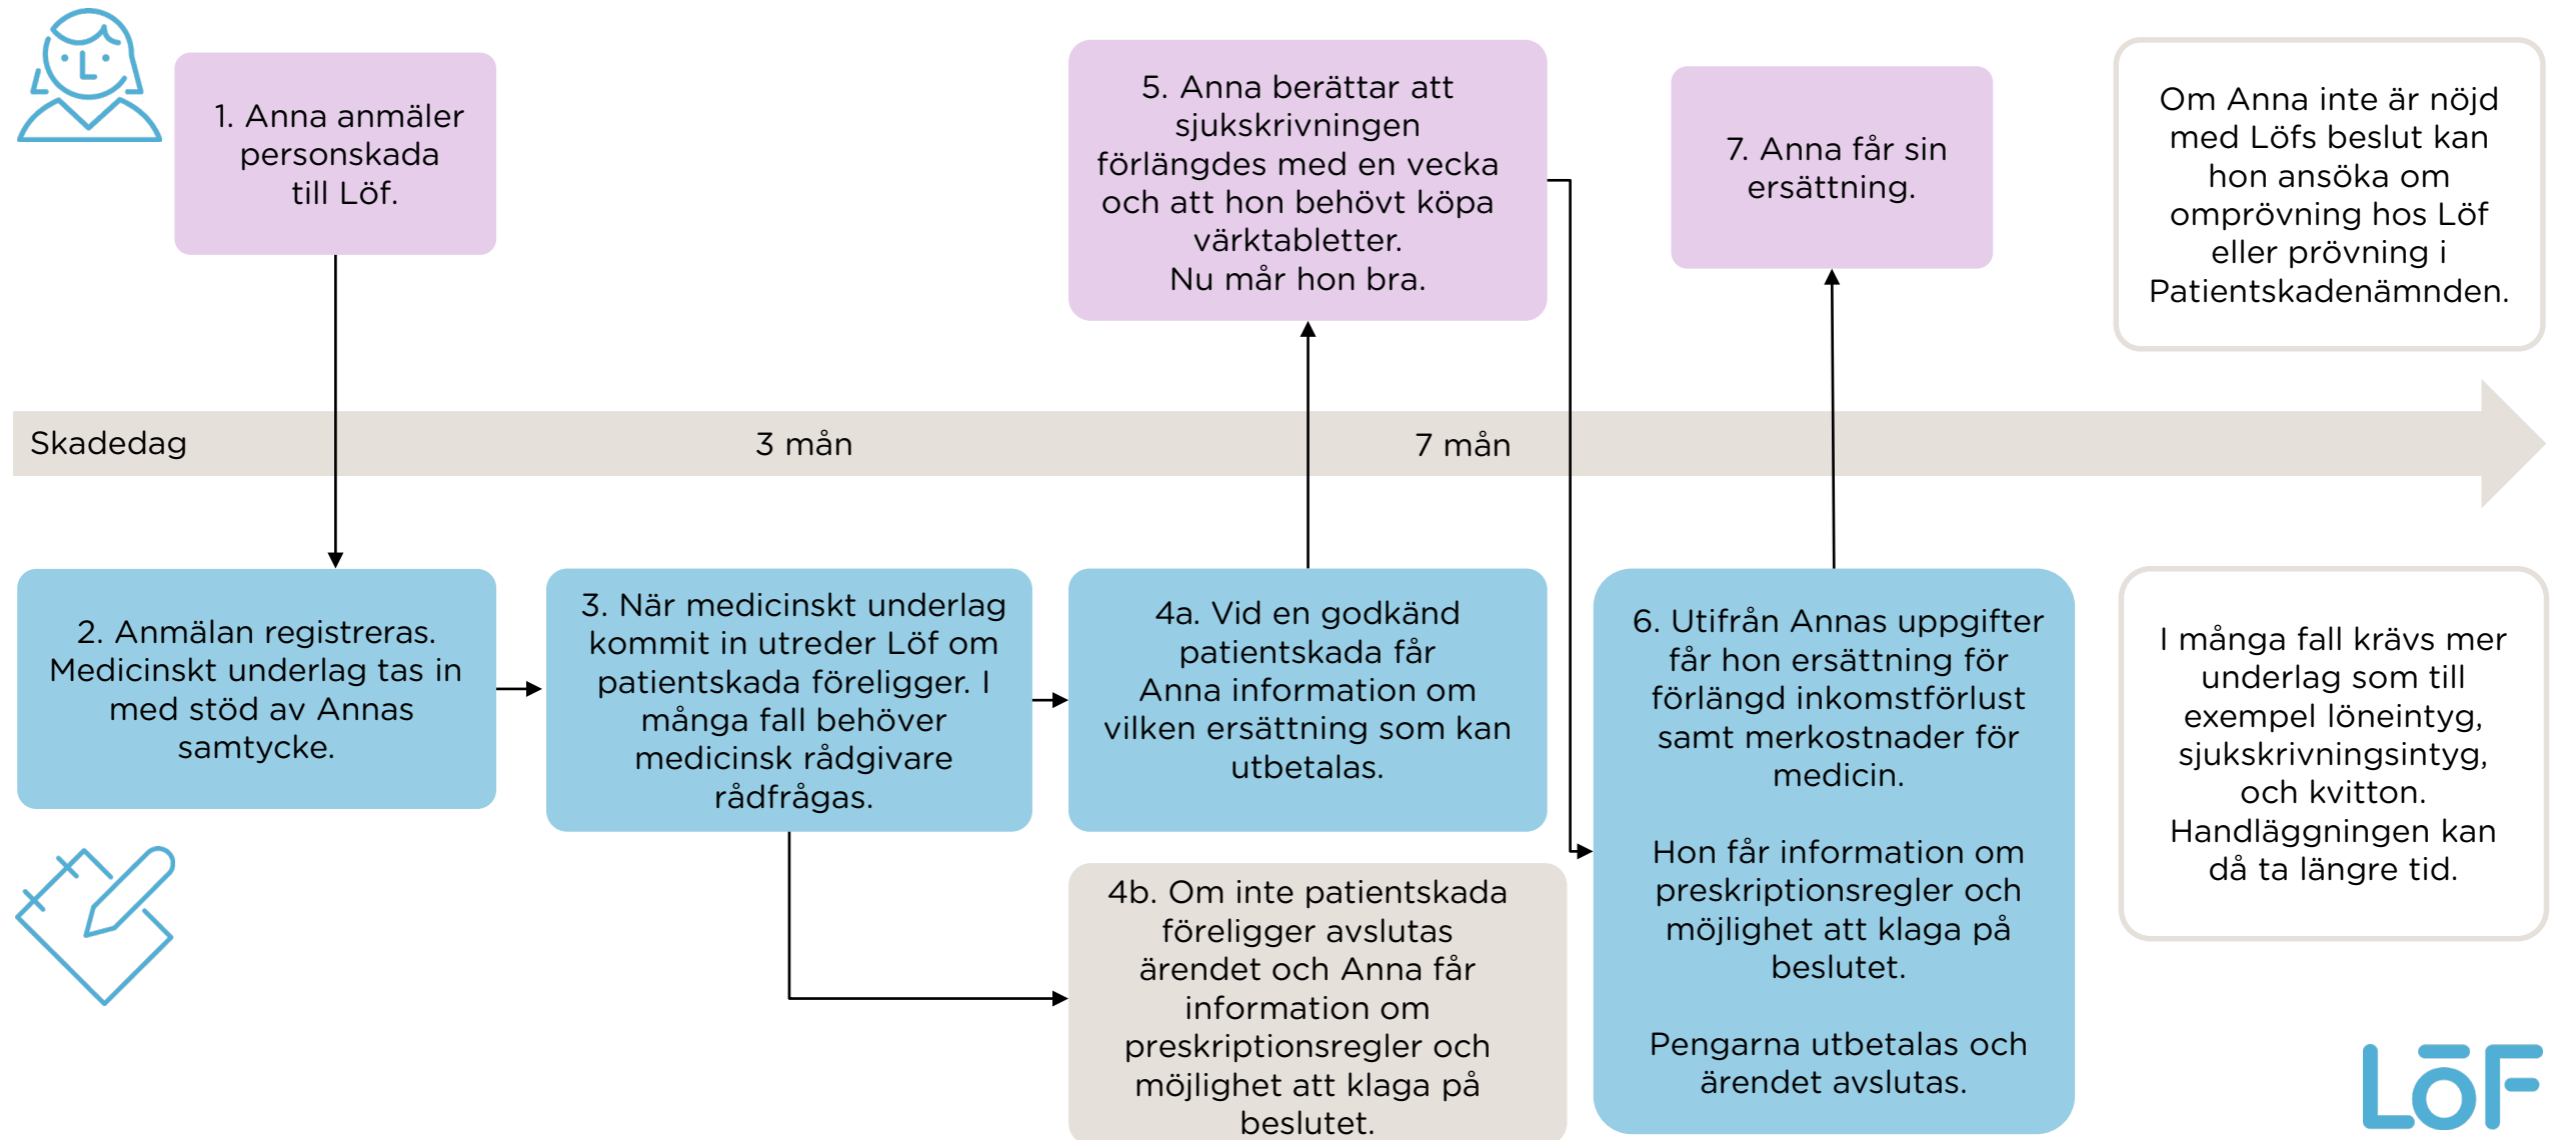 1. Anna anmäler
personskada
till Löf.
5. Anna berättar att
sjukskrivningen
förlängdes med en vecka
och att hon behövt köpa
värktabletter.
Nu mår hon bra.
7. Anna får sin
ersättning.
Om Anna inte är nöjd
med Löfs beslut kan
hon ansöka om
omprövning hos Löf
eller prövning i
Patientskadenämnden.
Skadedag
3 mån
7 mån
2. Anmälan registreras.
Medicinskt underlag tas in
med stöd av Annas
samtycke.
3. När medicinskt underlag
kommit in utreder Löf om
patientskada föreligger. I
många fall behöver
medicinsk rådgivare
rådfrågas.
4a. Vid en godkänd
patientskada får
Anna information om
vilken ersättning som kan
utbetalas.
4b. Om inte patientskada
föreligger avslutas
ärendet och Anna får
information om
preskriptionsregler och
möjlighet att klaga på
beslutet.
6. Utifrån Annas uppgifter
får hon ersättning för
förlängd inkomstförlust
samt merkostnader för
medicin.
Hon får information om
preskriptionsregler och
möjlighet att klaga på
beslutet.
Pengarna utbetalas och
ärendet avslutas.
I många fall krävs mer
underlag som till
exempel löneintyg,
sjukskrivningsintyg,
och kvitton.
Handläggningen kan
då ta längre tid.
LöF